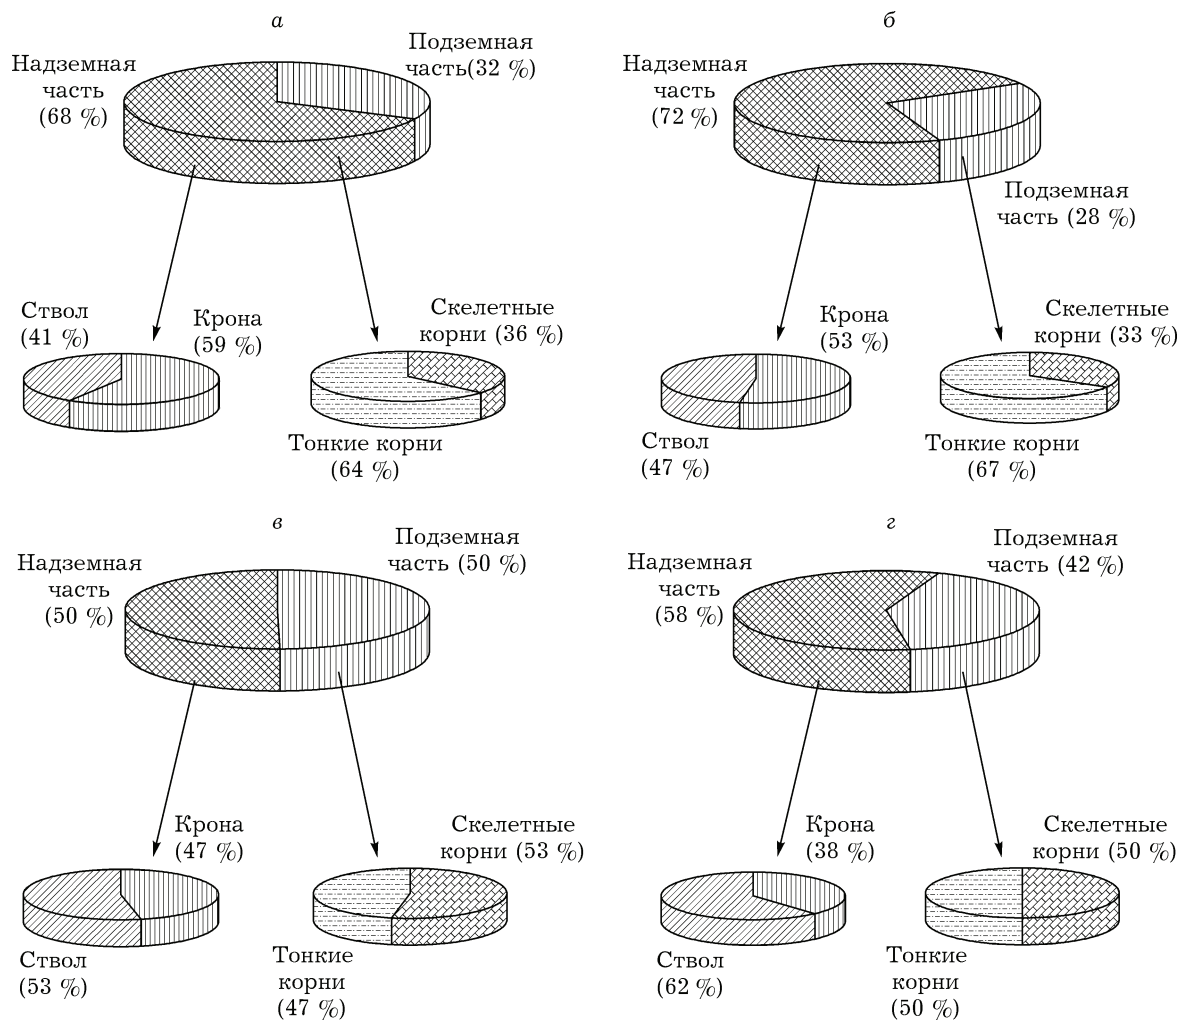 а
Надземная
часть
(68 %)
Подземная
часть(32 %)
Ствол
(41 %)
Крона
(59 %)
Скелетные
корни (36 %)
Тонкие корни
(64 %)
б
Надземная
часть
(72 %)
Подземная
часть (28 %)
Крона
(53 %)
Ствол
(47 %)
Скелетные
корни (33 %)
Тонкие корни
(67 %)
в
Надземная
часть
(50 %)
Подземная
часть (50 %)
Крона
(47 %)
Ствол
(53 %)
Скелетные
корни (53 %)
Тонкие
корни
(47 %)
г
Надземная
часть
(58 %)
Подземная
часть (42 %)
Крона
(38 %)
Ствол
(62 %)
Скелетные
корни (50 %)
Тонкие
корни
(50 %)